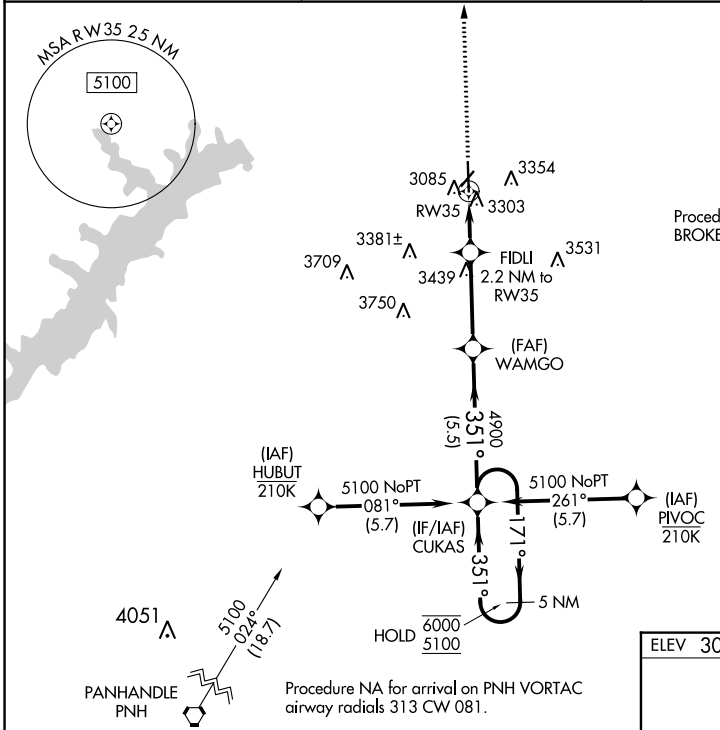 MSA RW35 25 NM
5100
3085
3354
RW35
3303
3381±
3709
3439
FIDLI
2.2 NM to
RW35
3531
3750
Proced
BROKE
(FAF)
WAMGO
4900
351°
(5.5)
(IAF)
HUBUT
210K
5100 NoPT
081°
(5.7)
(IF/IAF)
CUKAS
5100 NoPT
261°
(5.7)
(IAF)
PIVOC
210K
171°
351°
5 NM
HOLD
6000
5100
4051
5100
024°
(18.7)
PANHANDLE
PNH
Procedure NA for arrival on PNH VORTAC
airway radials 313 CW 081.
ELEV 30